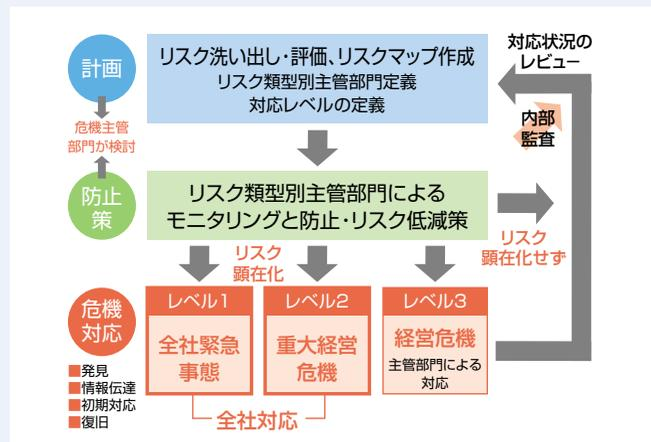 計画
リスク洗い出し・評価、リスクマップ作成
リスク類型別主管部門定義
対応レベルの定義
対応状況の
レビュー
危機主管
部門が検討
内部
監査
防止
策
リスク類型別主管部門による
モニタリングと防止・リスク低減策
リスク
顕在化
リスク
顕在化せず
危機
対応
レベル1
全社緊急
事態
レベル2
重大経営
危機
レベル3
経営危機
主管部門による
対応
■発見
■情報伝達
■初期対応
■復旧
全社対応